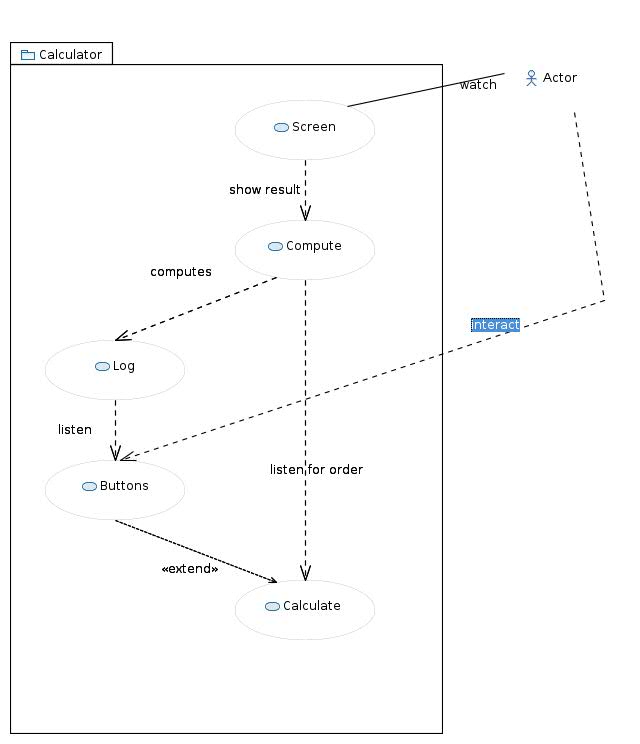 Calculator
Actor
watch
Screen
show result
Compute
computes
interact
Log
listen
listen for order
Buttons
«extend»
Calculate